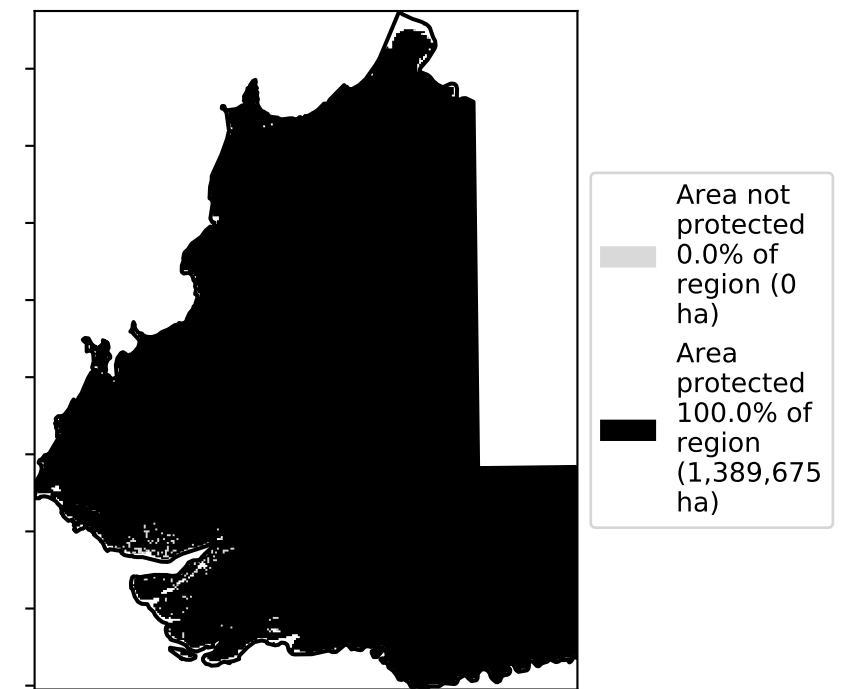 Area not
protected
0.0% of
region (0
ha)
Area
protected
100.0% of
region
(1,389,675
ha)